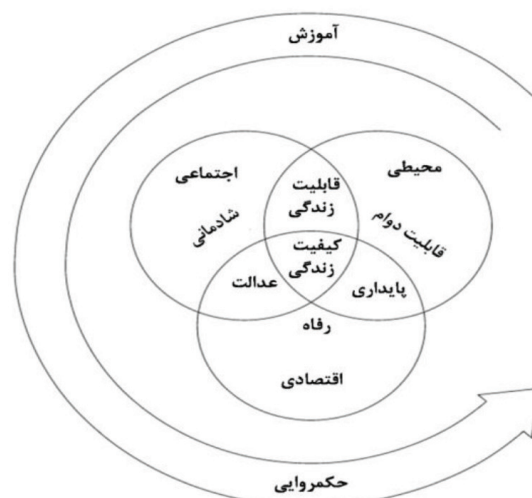 آموزش
اجتماعی
محیطی
قابلیت
زندگی
شادمانی
قابلیت دوام
کیفیت
زندگی
عدالت
پایداری
رفاه
اقتصادی
حکمروایی